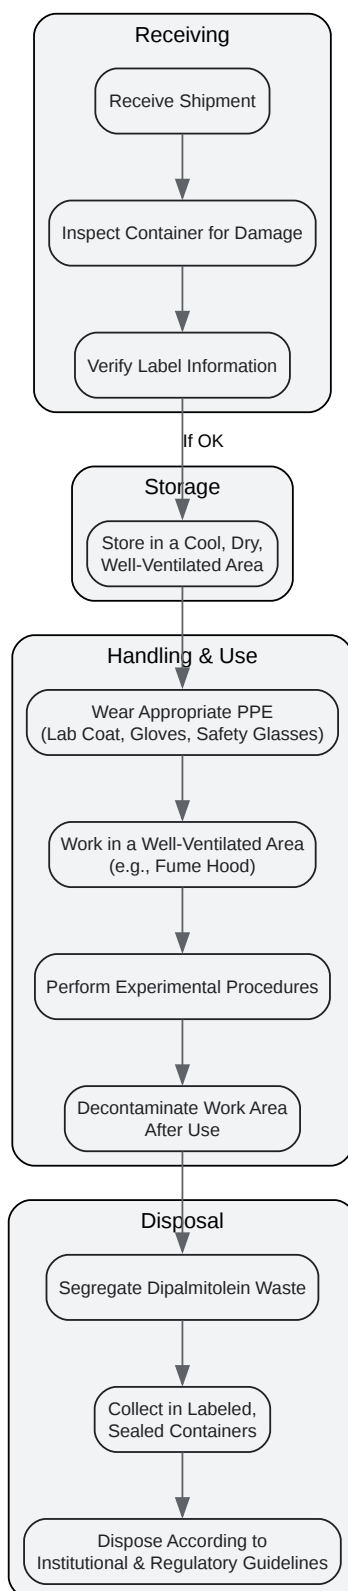 Receiving
Receive Shipment
Inspect Container for Damage
Verify Label Information
If OK
Storage
Store in a Cool, Dry,
Well-Ventilated Area
Handling & Use
Wear Appropriate PPE
(Lab Coat, Gloves, Safety Glasses)
Work in a Well-Ventilated Area
(e.g., Fume Hood)
Perform Experimental Procedures
Decontaminate Work Area
After Use
Disposal
Segregate Dipalmitolein Waste
Collect in Labeled,
Sealed Containers
Dispose According to
Institutional & Regulatory Guidelines